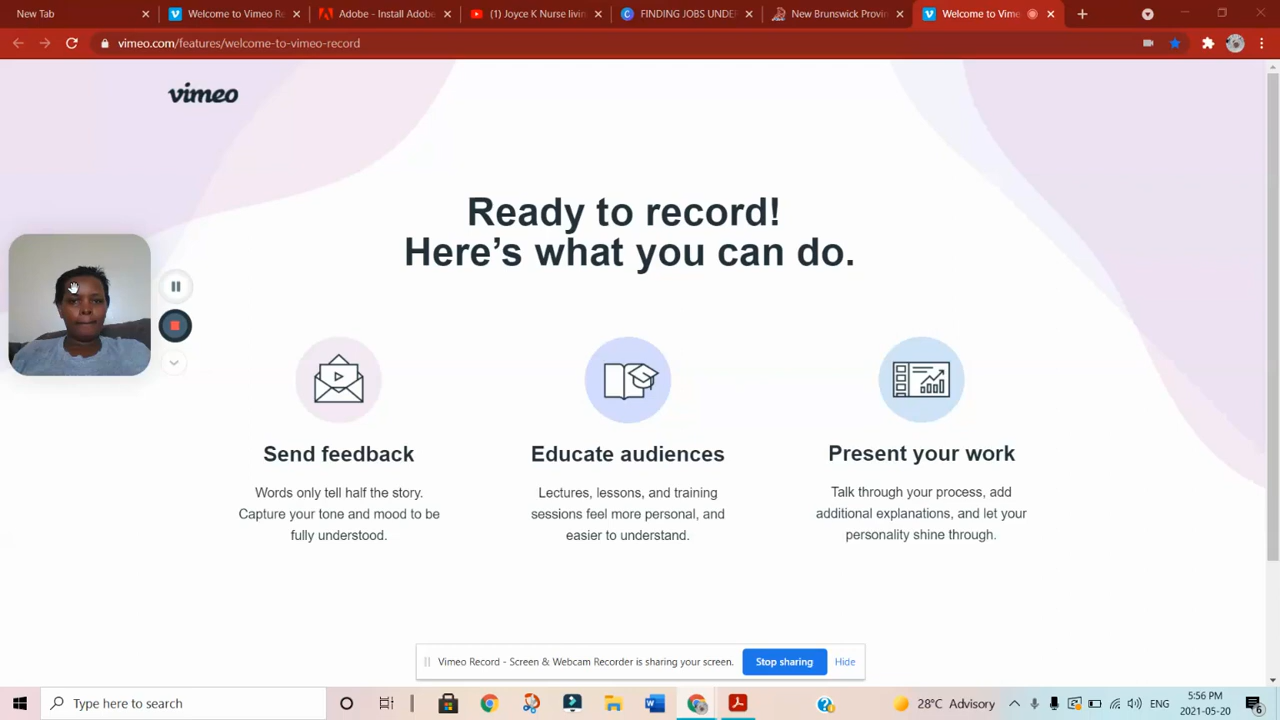 New Tab
Welcome to Vimeo Re
Adobe - Install Adobe
(1) Joyce K Nurse livin
FINDING JOBS UNDE
New Brunswick Provi
Welcome to Vime
vimeo.com/features/welcome-to-vimeo-record
vimeo
Ready to record!
Here's what you can do.
Send feedback
Words only tell half the story.
Capture your tone and mood to be
fully understood.
Educate audiences
Lectures, lessons, and training
sessions feel more personal, and
easier to understand.
Present your work
Talk through your process, add
additional explanations, and let your
personality shine through.
Vimeo Record - Screen & Webcam Recorder is sharing your screen.
Stop sharing
Hide
Type here to search
28°C Advisory
ENG
5:56 PM
2021-05-20
6